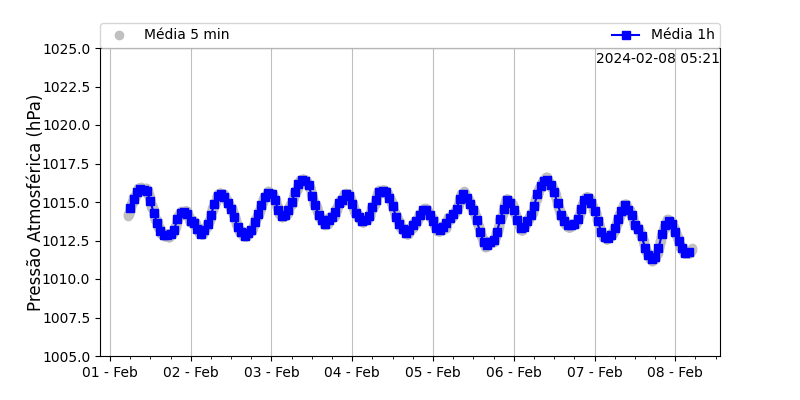 Média 5 min
Média 1h
2024-02-08 05:21
Pressão Atmosférica (hPa)
1025.0
1022.5
1020.0
1017.5
1015.0
1012.5
1010.0
1007.5
1005.0
01 - Feb
02 - Feb
03 - Feb
04 - Feb
05 - Feb
06 - Feb
07 - Feb
08 - Feb